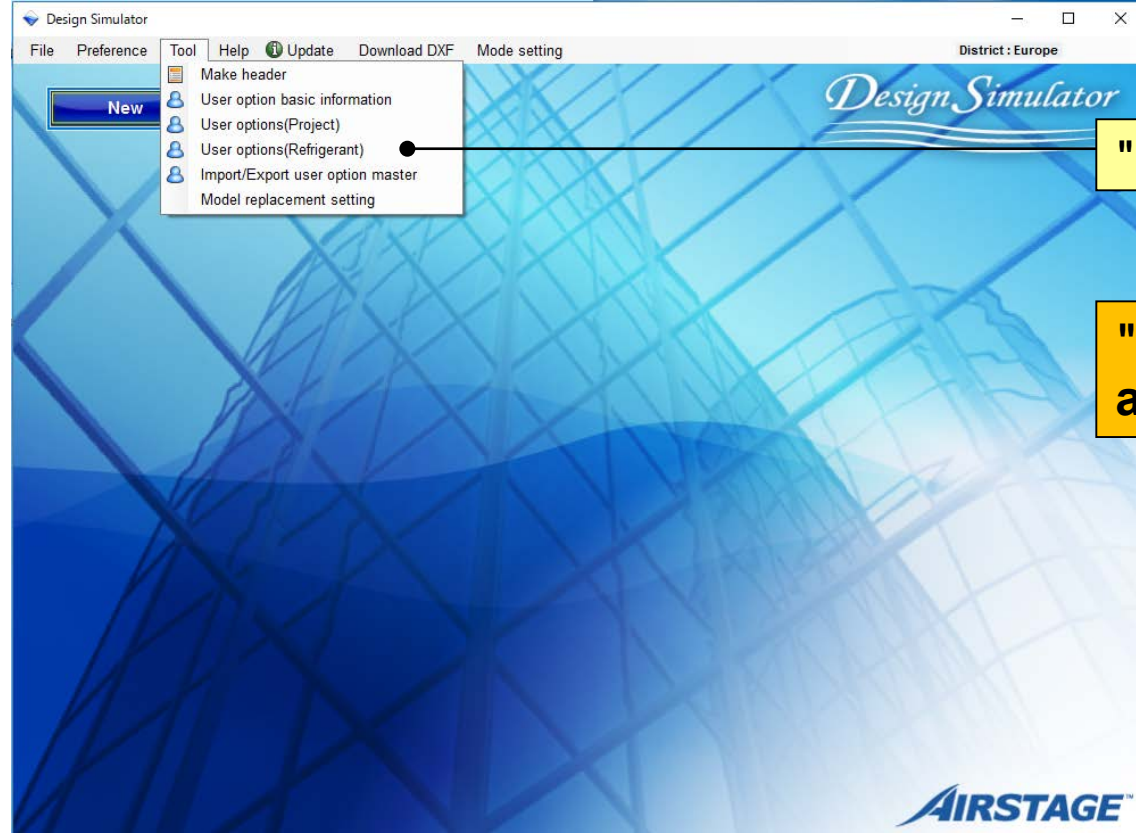 Design Simulator
File Preference Tool Help Update Download DXF Mode setting District : Europe
Design Simulator
New
Make header
User option basic information
User options(Project)
User options(Refrigerant)
Import/Export user option master
Model replacement setting
"
"
a
AIRSTAGE™